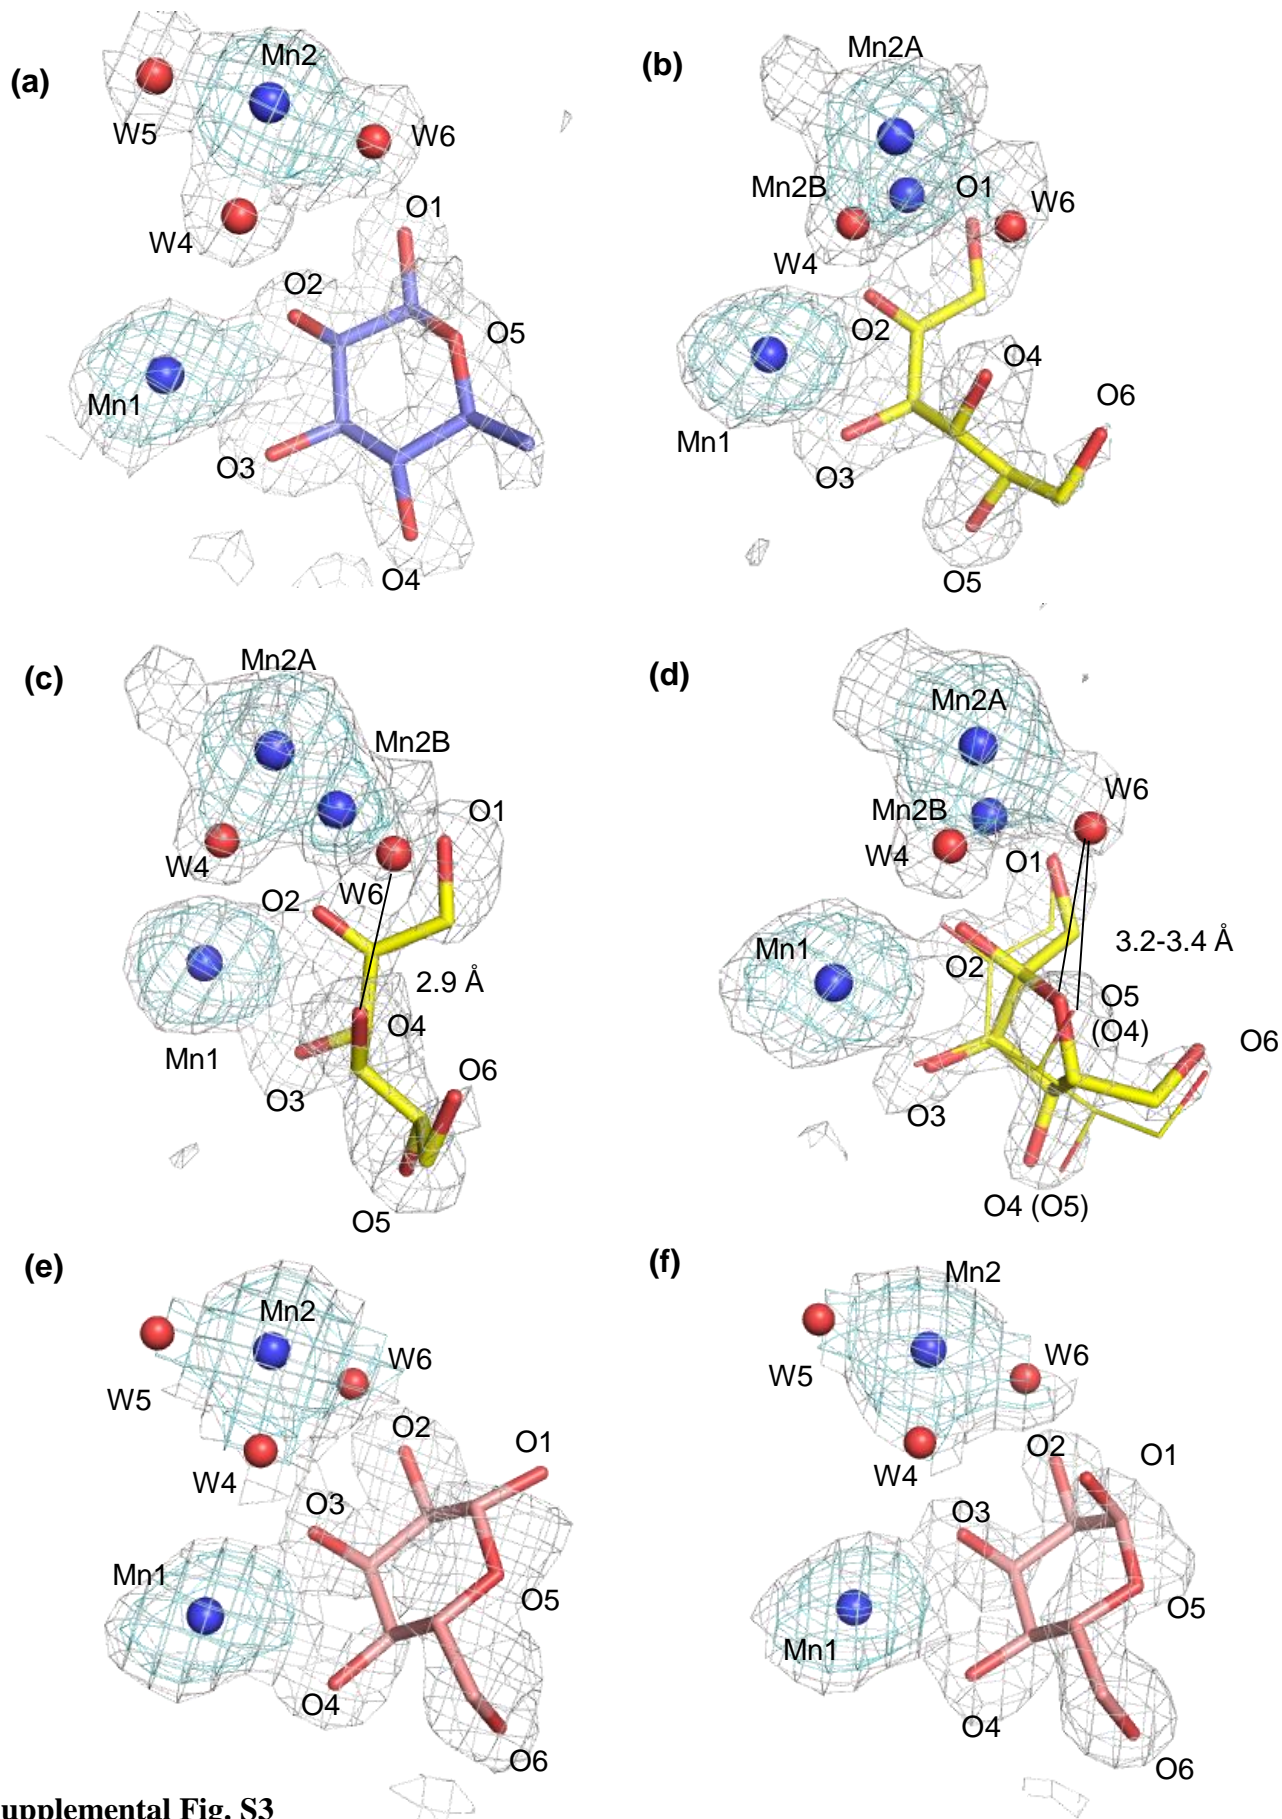 (a)
Mn2
W5
W6
W4
O1
O2
O5
Mn1
O3
O4
(b)
Mn2A
Mn2B
O1
W6
W4
O2
O4
O6
Mn1
O3
O5
(c)
Mn2A
Mn2B
O1
W4
W6
O2
2.9 Å
O4
Mn1
O6
O3
O5
(d)
Mn2A
W6
Mn2B
W4
O1
Mn1
3.2-3.4 Å
O2
O5
(O4)
O6
O3
O4 (O5)
(e)
Mn2
W6
W5
O2
O1
W4
O3
Mn1
O5
O4
O6
(f)
Mn2
W6
W5
O2
O1
W4
O3
O5
Mn1
O4
O6
upplemental Fig. S3